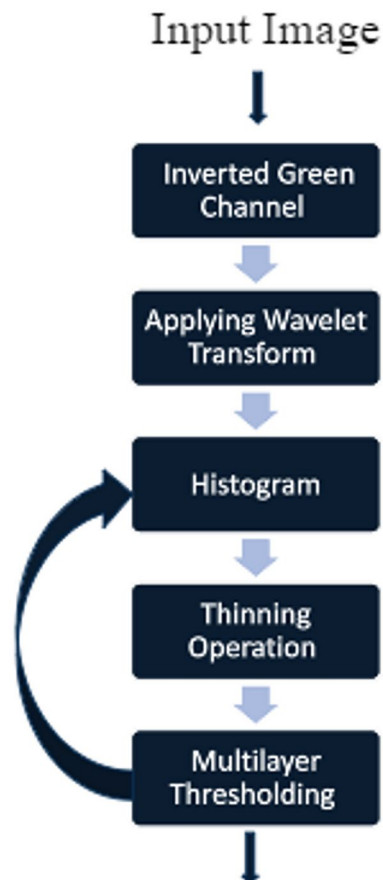 Input Image
Inverted Green
Channel
Applying Wavelet
Transform
Histogram
Thinning
Operation
Multilayer
Thresholding